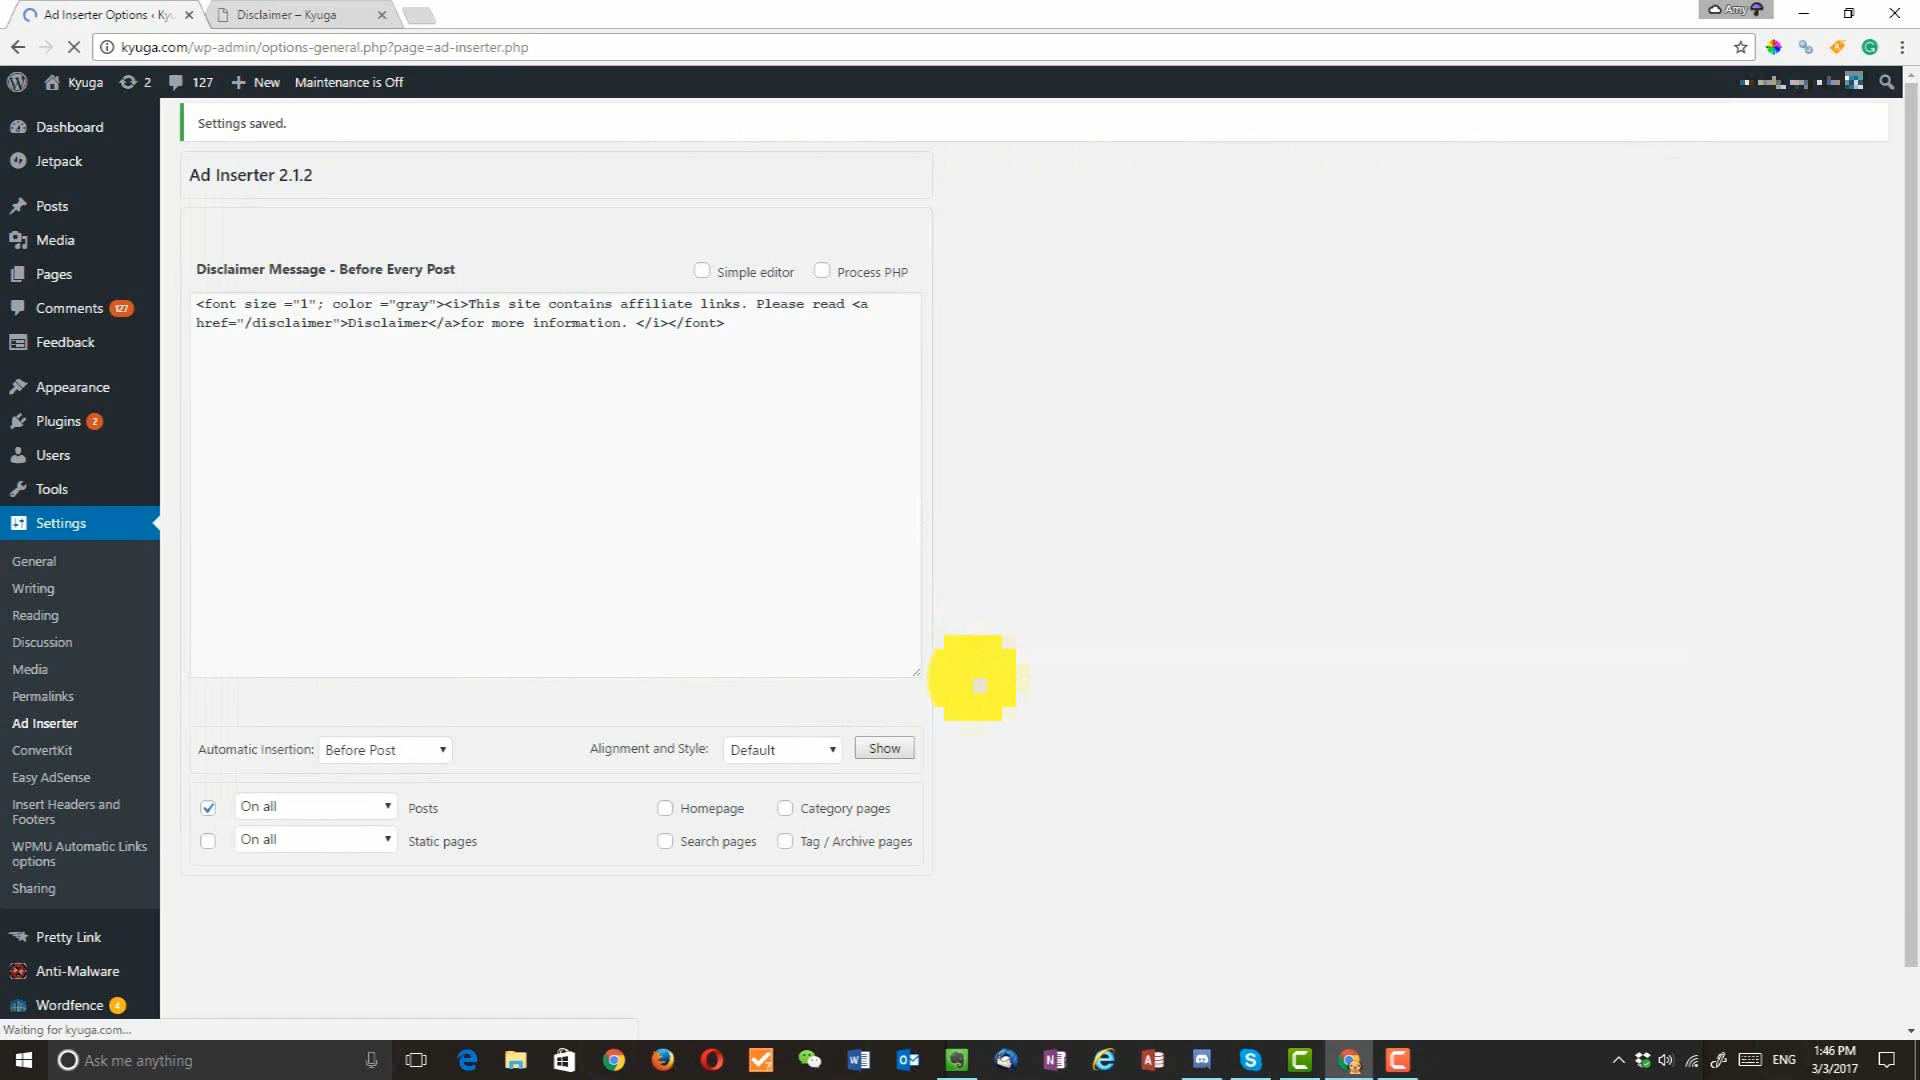 Ad Inserter Options ‹ Ky
Disclaimer – Kyuga
Amy
kyuga.com/wp-admin/options-general.php?page=ad-inserter.php
Kyuga
2
127
New
Maintenance is Off
Dashboard
Jetpack
Posts
Media
Pages
Comments 127
Feedback
Appearance
Plugins 2
Users
Tools
Settings
General
Writing
Reading
Discussion
Media
Permalinks
Ad Inserter
ConvertKit
Easy AdSense
Insert Headers and
Footers
WPMU Automatic Links
options
Sharing
Pretty Link
Anti-Malware
Wordfence 4
Settings saved.
Ad Inserter 2.1.2
Disclaimer Message - Before Every Post
Simple editor
Process PHP
<font size ="1"; color ="gray"><i>This site contains affiliate links. Please read <a
href="/disclaimer">Disclaimer</a>for more information. </i></font>
Automatic Insertion: Before Post
Alignment and Style: Default
Show
On all Posts
Homepage
Category pages
On all Static pages
Search pages
Tag / Archive pages
Waiting for kyuga.com...
Ask me anything
ENG
1:46 PM
3/3/2017